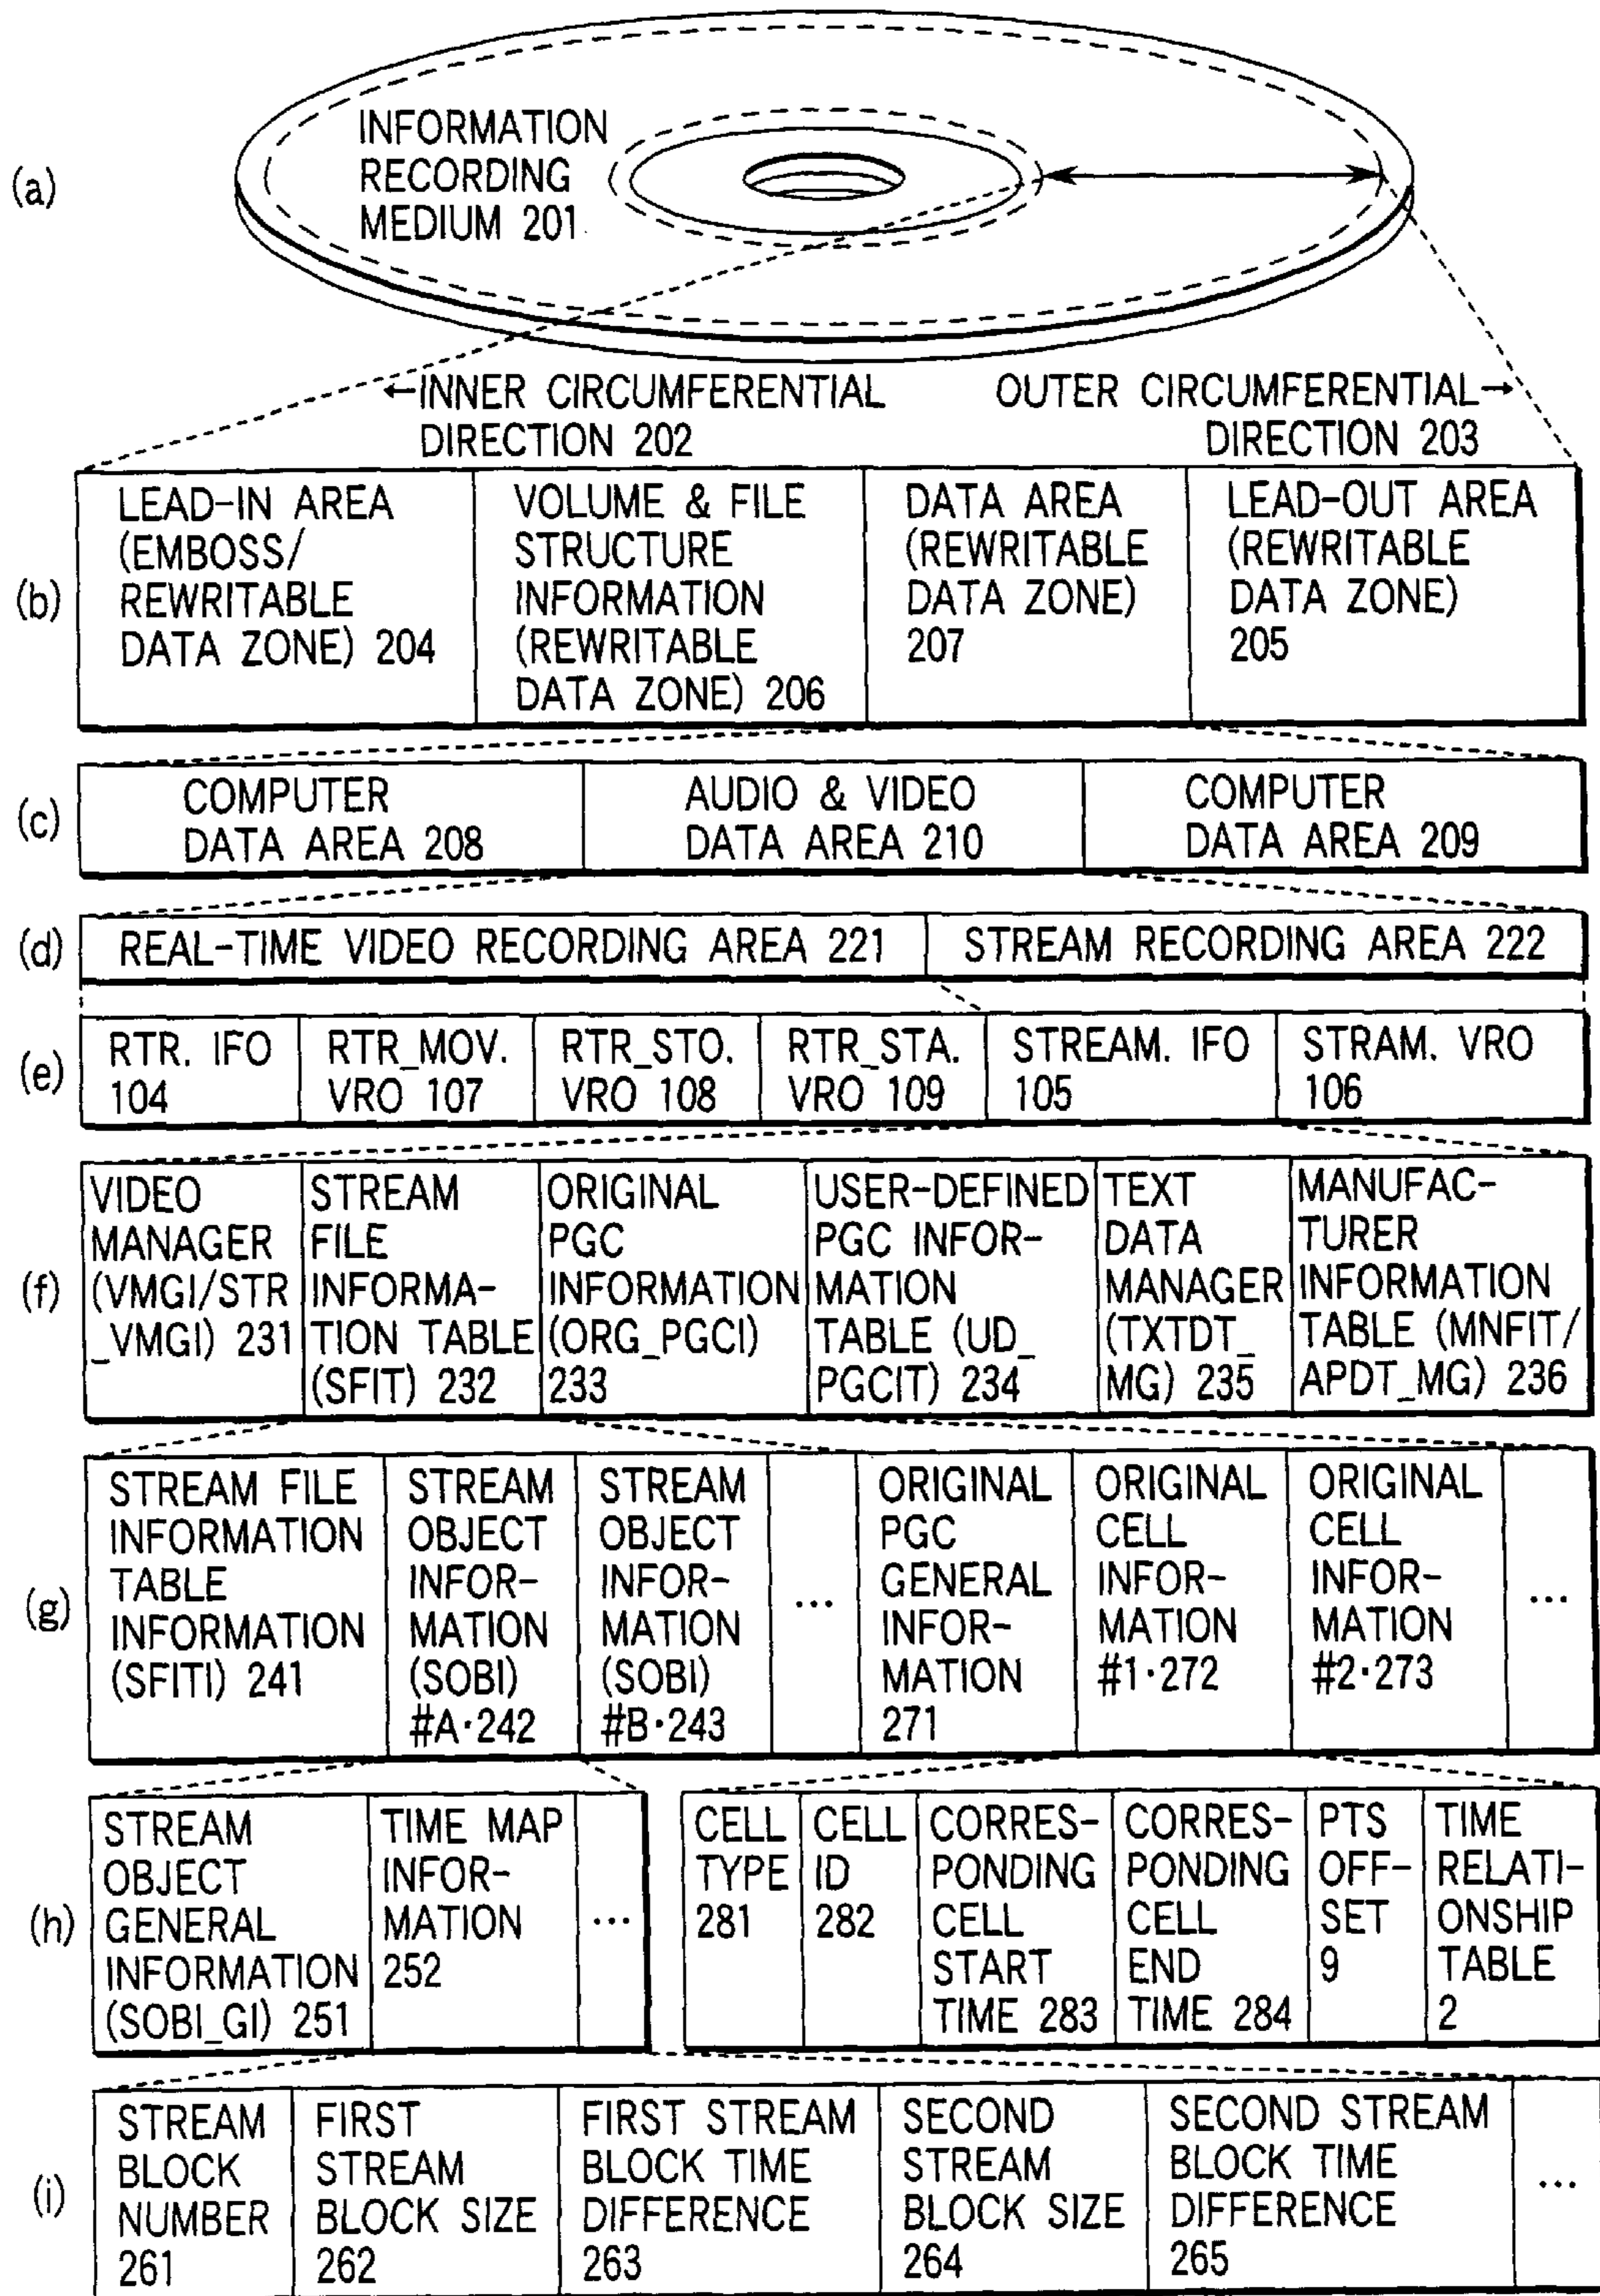 (a)
INFORMATION
RECORDING
MEDIUM 201
←INNER CIRCUMFERENTIAL
DIRECTION 202
OUTER CIRCUMFERENTIAL→
DIRECTION 203
(b)
LEAD-IN AREA
(EMBOSS/
REWRITABLE
DATA ZONE) 204
VOLUME & FILE
STRUCTURE
INFORMATION
(REWRITABLE
DATA ZONE) 206
DATA AREA
(REWRITABLE
DATA ZONE)
207
LEAD-OUT AREA
(REWRITABLE
DATA ZONE)
205
(c)
COMPUTER
DATA AREA 208
AUDIO & VIDEO
DATA AREA 210
COMPUTER
DATA AREA 209
(d)
REAL-TIME VIDEO RECORDING AREA 221
STREAM RECORDING AREA 222
(e)
RTR. IFO
104
RTR_MOV.
VRO 107
RTR_STO.
VRO 108
RTR_STA.
VRO 109
STREAM. IFO
105
STRAM. VRO
106
(f)
VIDEO
MANAGER
(VMGI/STR
_VMGI) 231
STREAM
FILE
INFORMA-
TION TABLE
(SFIT) 232
ORIGINAL
PGC
INFORMATION
(ORG_PGCI)
233
USER-DEFINED
PGC INFOR-
MATION
TABLE (UD_
PGCIT) 234
TEXT
DATA
MANAGER
(TXTDT_
MG) 235
MANUFAC-
TURER
INFORMATION
TABLE (MNFIT/
APDT_MG) 236
(g)
STREAM FILE
INFORMATION
TABLE
INFORMATION
(SFITI) 241
STREAM
OBJECT
INFOR-
MATION
(SOBI)
#A·242
STREAM
OBJECT
INFOR-
MATION
(SOBI)
#B·243
...
ORIGINAL
PGC
GENERAL
INFOR-
MATION
271
ORIGINAL
CELL
INFOR-
MATION
#1·272
ORIGINAL
CELL
INFOR-
MATION
#2·273
...
(h)
STREAM
OBJECT
GENERAL
INFORMATION
(SOBI_GI) 251
TIME MAP
INFOR-
MATION
252
...
CELL
TYPE
281
CELL
ID
282
CORRES-
PONDING
CELL
START
TIME 283
CORRES-
PONDING
CELL
END
TIME 284
PTS
OFF-
SET
9
TIME
RELATI-
ONSHIP
TABLE
2
(i)
STREAM
BLOCK
NUMBER
261
FIRST
STREAM
BLOCK SIZE
262
FIRST STREAM
BLOCK TIME
DIFFERENCE
263
SECOND
STREAM
BLOCK SIZE
264
SECOND STREAM
BLOCK TIME
DIFFERENCE
265
...